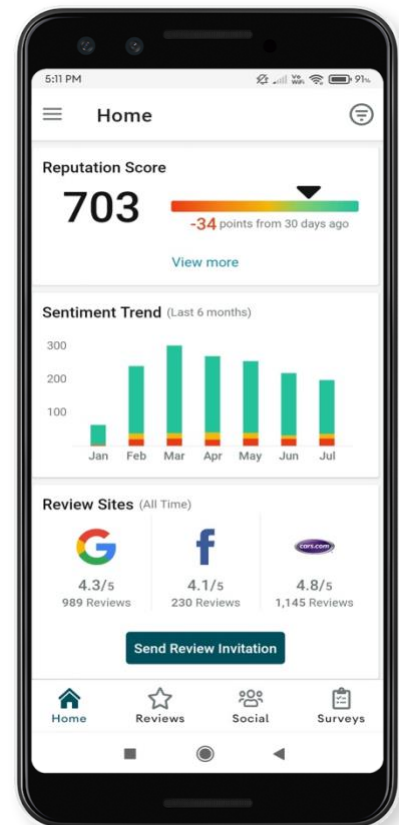 5:11 PM
Vo WiFi 91%
Home
Reputation Score
703
-34 points from 30 days ago
View more
Sentiment Trend (Last 6 months)
300
200
100
Jan Feb Mar Apr May Jun Jul
Review Sites (All Time)
G f cars.com
4.3/5 4.1/5 4.8/5
989 Reviews 230 Reviews 1,145 Reviews
Send Review Invitation
Home Reviews Social Surveys